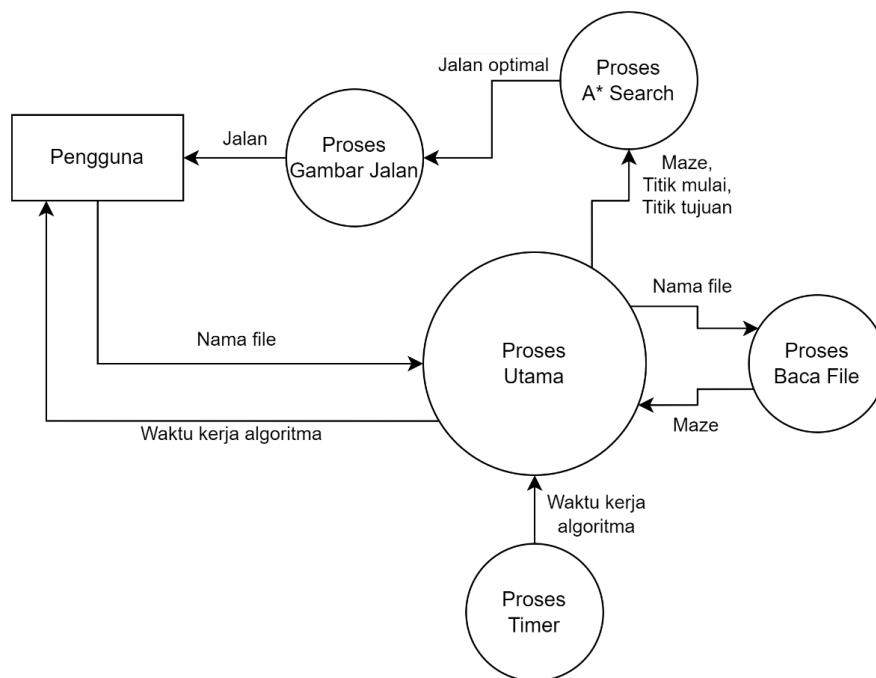 Jalan optimal
Proses
A* Search
Pengguna
Jalan
Proses
Gambar Jalan
Maze,
Titik mulai,
Titik tujuan
Nama file
Nama file
Proses
Utama
Proses
Baca File
Maze
Waktu kerja algoritma
Waktu kerja
algoritma
Proses
Timer